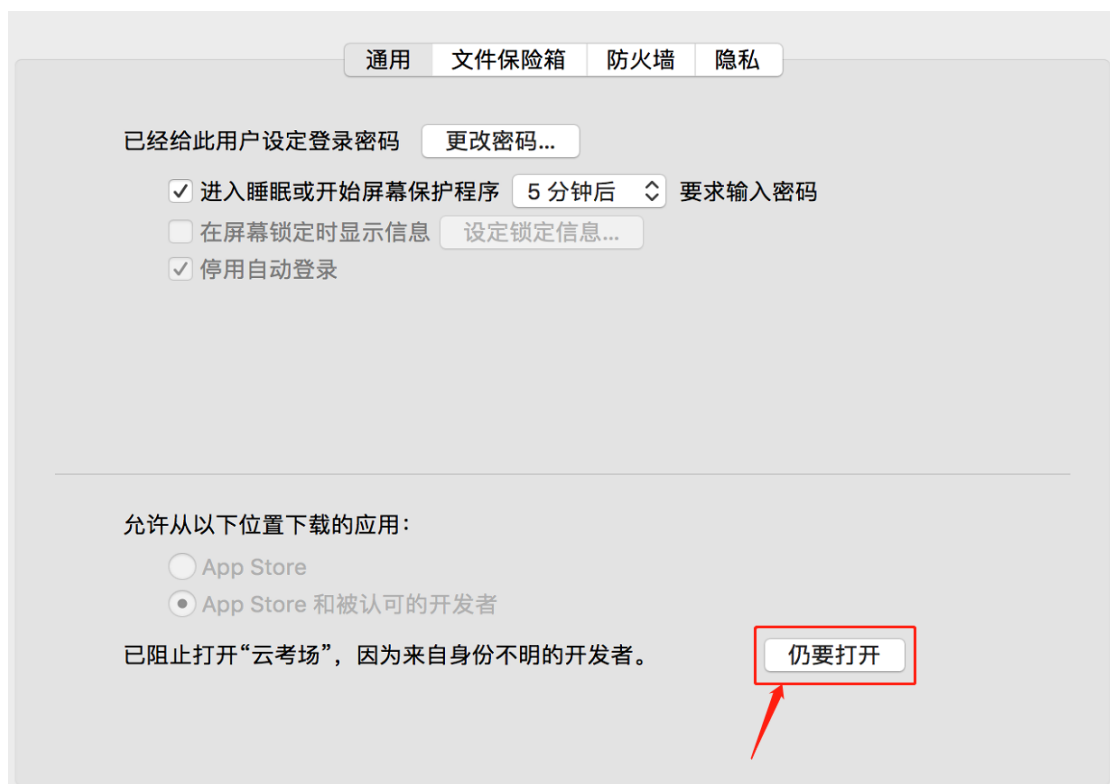 通用 文件保险箱 防火墙 隐私
已经给此用户设定登录密码 更改密码...
进入睡眠或开始屏幕保护程序 5 分钟后 要求输入密码
在屏幕锁定时显示信息 设定锁定信息...
停用自动登录
允许从以下位置下载的应用：
App Store
App Store 和被认可的开发者
已阻止打开“云考场”，因为来自身份不明的开发者。 仍要打开